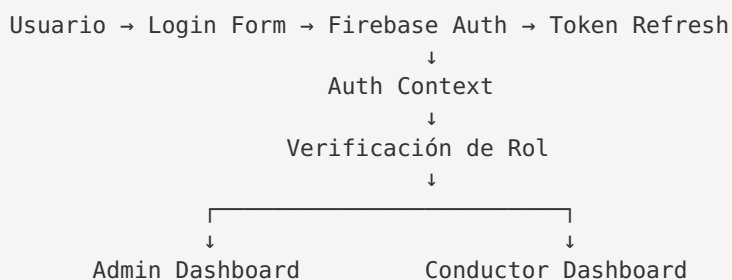 Usuario → Login Form → Firebase Auth → Token Refresh
↓
Auth Context
↓
Verificación de Rol
↓
┌─────────────────────────┐
↓ ↓
Admin Dashboard Conductor Dashboard